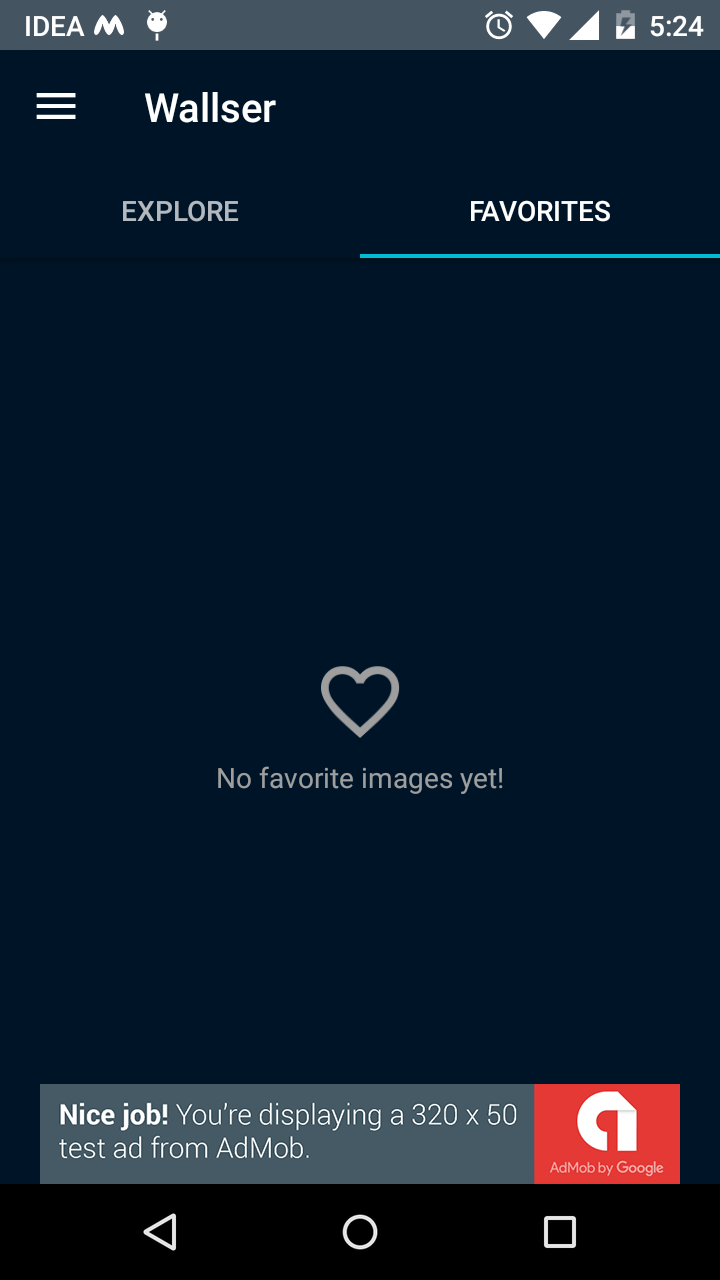 IDEA 5:24
Wallser
EXPLORE FAVORITES
No favorite images yet!
Nice job! You're displaying a 320 x 50
test ad from AdMob.
AdMob by Google